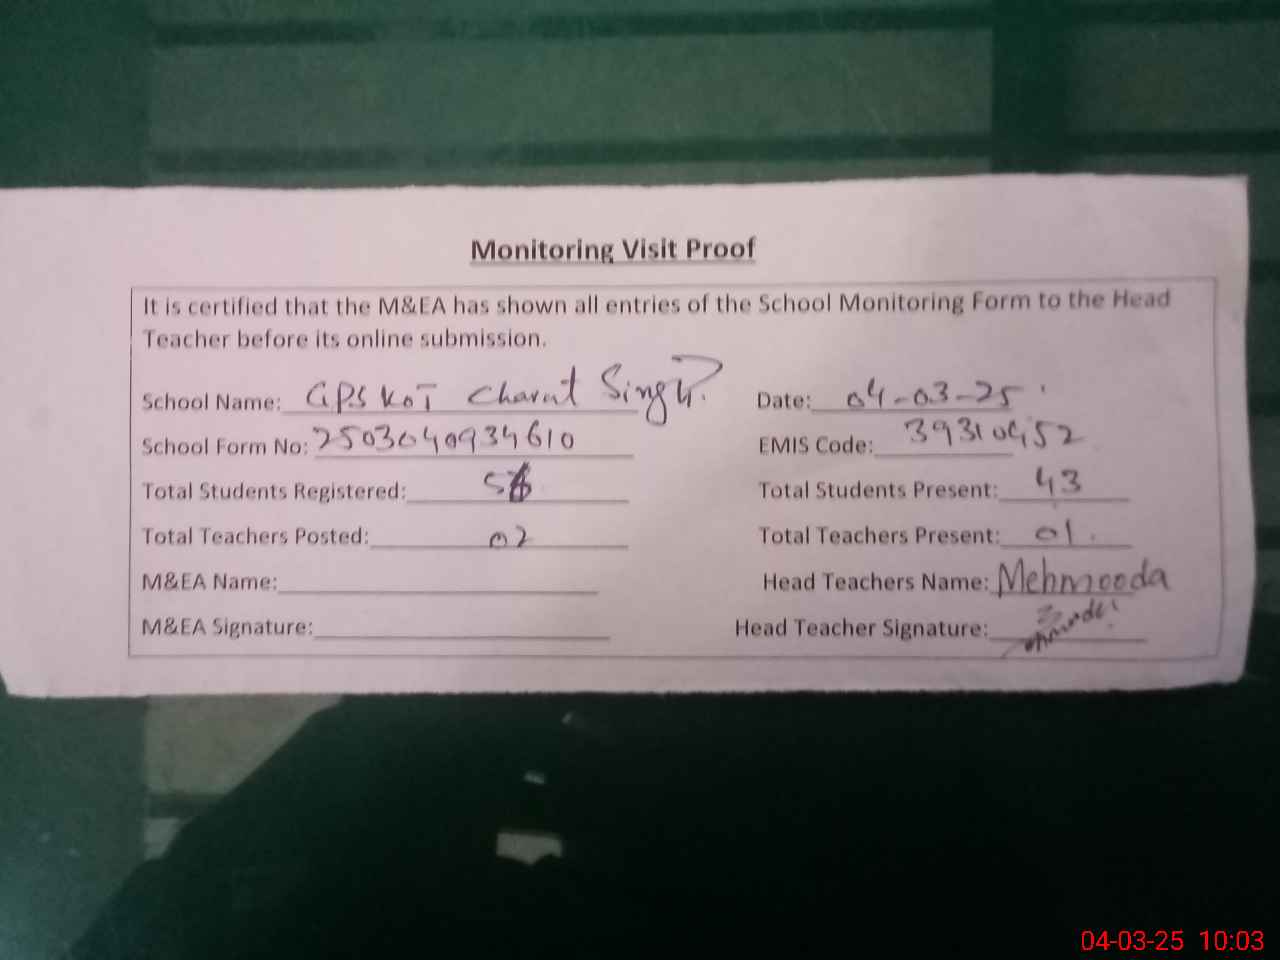 Monitoring Visit Proof
It is certified that the M&EA has shown all entries of the School Monitoring Form to the Head
Teacher before its online submission.
School Name: GPS KOT Charat Singh. Date: 04-03-25
School Form No: 2503040934610 EMIS Code: 39310452
Total Students Registered: Total Students Present: 43
Total Teachers Posted: 02 Total Teachers Present: 01.
M&EA Name: Head Teachers Name: Mehmooda
M&EA Signature: Head Teacher Signature:
04-03-25 10:03